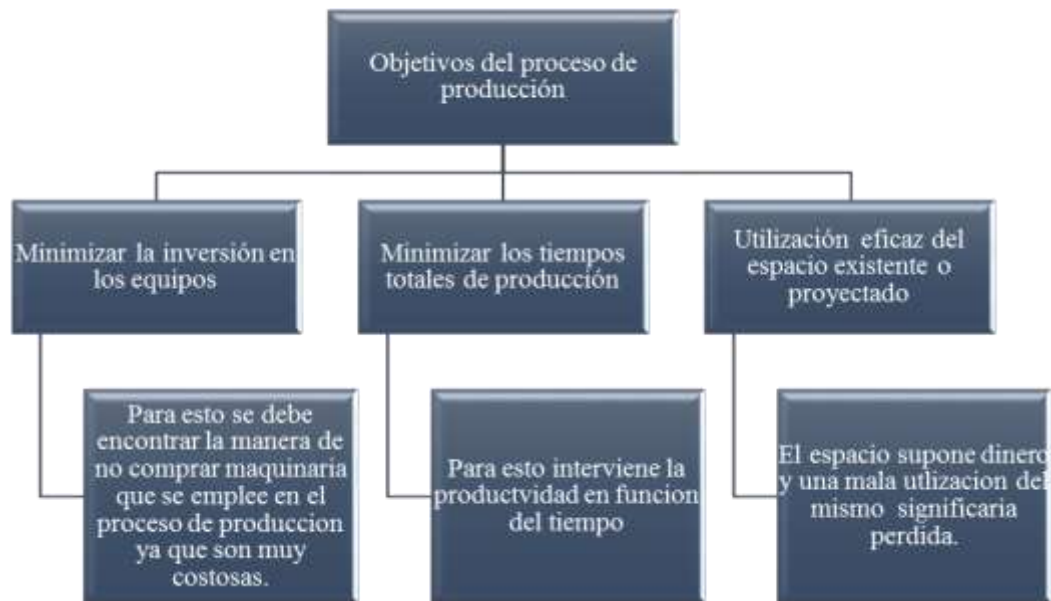 Objetivos del proceso de
producción
Minimizar la inversión en
los equipos
Minimizar los tiempos
totales de producción
Utilización eficaz del
espacio existente o
proyectado
Para esto se debe
encontrar la manera de
no comprar maquinaria
que se emplee en el
proceso de produccion
ya que son muy
costosas.
Para esto interviene la
productvidad en funcion
del tiempo
El espacio supone dinero
y una mala utlizacion del
mismo significaria
perdida.